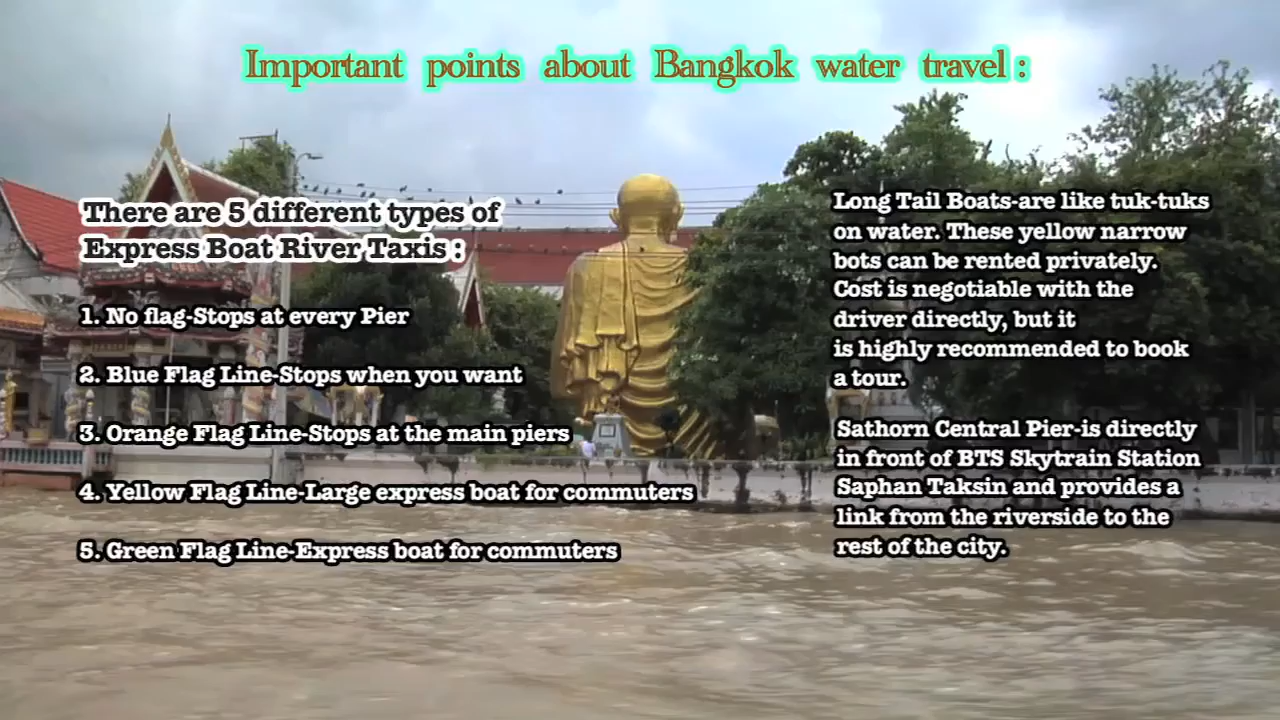 Important points about Bangkok water travel :
There are 5 different types of
Express Boat River Taxis :
1. No flag-Stops at every Pier
2. Blue Flag Line-Stops when you want
3. Orange Flag Line-Stops at the main piers
4. Yellow Flag Line-Large express boat for commuters
5. Green Flag Line-Express boat for commuters
Long Tail Boats-are like tuk-tuks
on water. These yellow narrow
bots can be rented privately.
Cost is negotiable with the
driver directly, but it
is highly recommended to book
a tour.
Sathorn Central Pier-is directly
in front of BTS Skytrain Station
Saphan Taksin and provides a
link from the riverside to the
rest of the city.